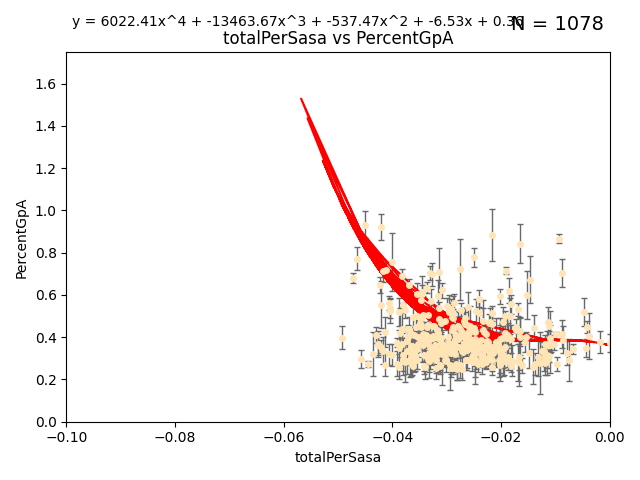 y = 6022.41x^4 + -13463.67x^3 + -537.47x^2 + -6.53x + 0.36
N = 1078
totalPerSasa vs PercentGpA
1.6
1.4
1.2
1.0
0.8
0.6
0.4
0.2
0.0
PercentGpA
−0.10 −0.08 −0.06 −0.04 −0.02 0.00
totalPerSasa